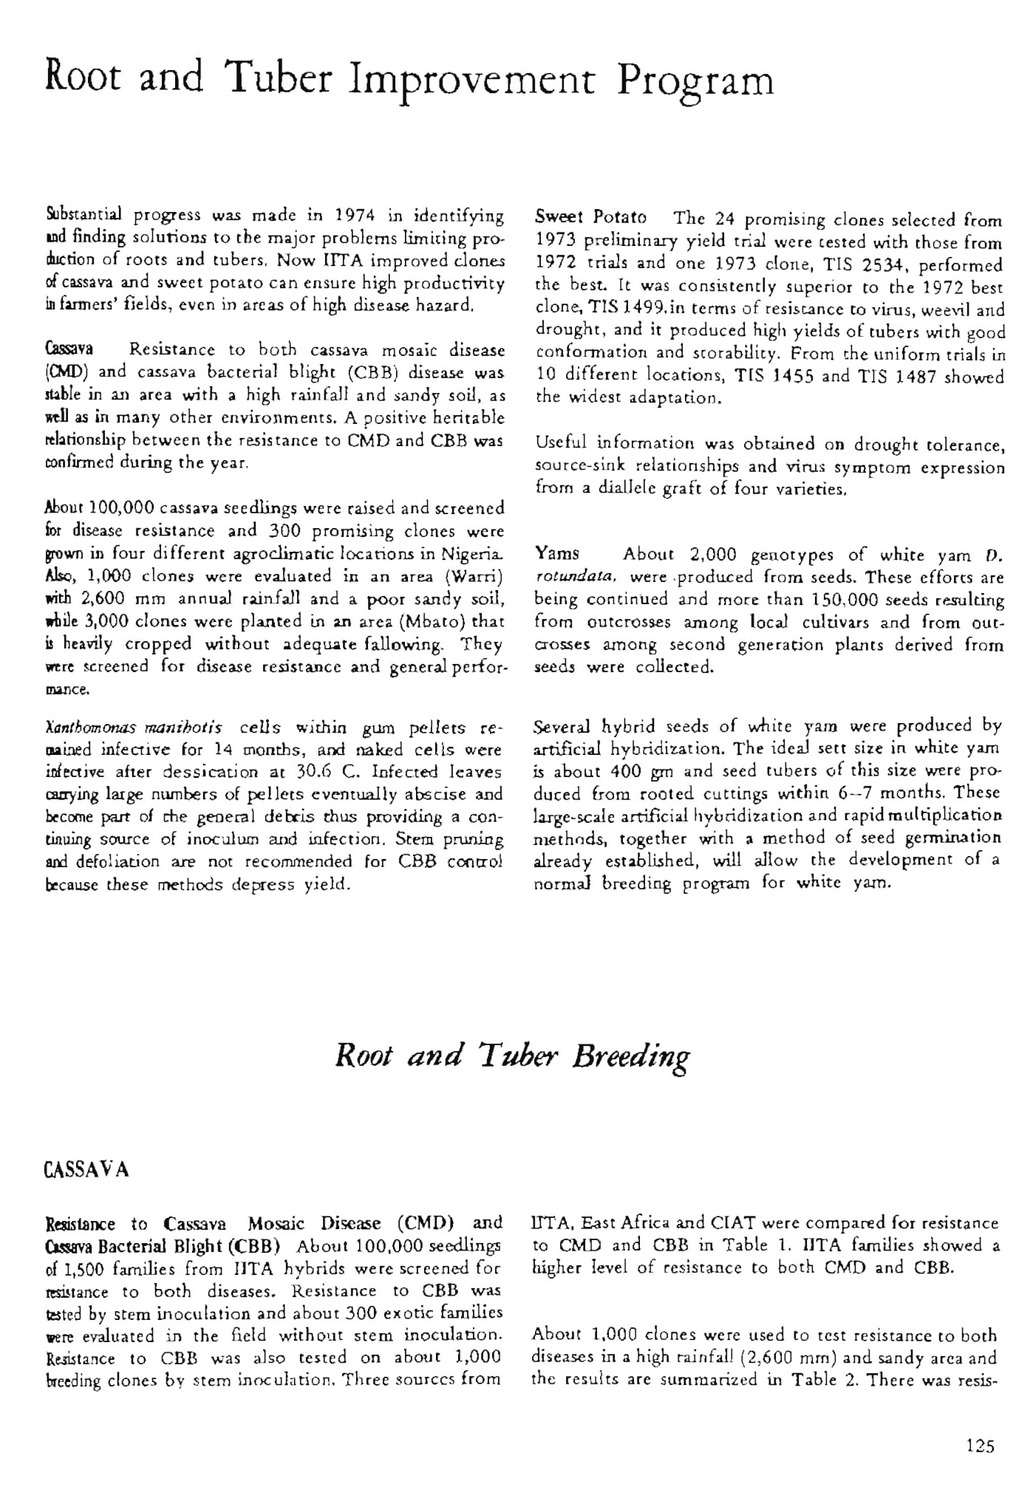 Root and Tuber Improvement Program
Substantial progress was made in 1974 in identifying
and finding solutions to the major problems limiting pro-
duction of roots and tubers. Now IITA improved clones
of cassava and sweet potato can ensure high productivity
in farmers' fields, even in areas of high disease hazard.
Cassava Resistance to both cassava mosaic disease
(CMD) and cassava bacterial blight (CBB) disease was
stable in an area with a high rainfall and sandy soil, as
well as in many other environments. A positive heritable
relationship between the resistance to CMD and CBB was
confirmed during the year.
About 100,000 cassava seedlings were raised and screened
for disease resistance and 300 promising clones were
grown in four different agroclimatic locations in Nigeria.
Also, 1,000 clones were evaluated in an area (Warri)
with 2,600 mm annual rainfall and a poor sandy soil,
while 3,000 clones were planted in an area (Mbato) that
is heavily cropped without adequate fallowing. They
were screened for disease resistance and general perfor-
mance.
Xanthomonas manihotis cells within gum pellets re-
mained infective for 14 months, and naked cells were
infective after dessication at 30.6 C. Infected leaves
carrying large numbers of pellets eventually abscise and
become part of the general debris thus providing a con-
tinuing source of inoculum and infection. Stem pruning
and defoliation are not recommended for CBB control
because these methods depress yield.
Sweet Potato The 24 promising clones selected from
1973 preliminary yield trial were tested with those from
1972 trials and one 1973 clone, TIS 2534, performed
the best. It was consistently superior to the 1972 best
clone, TIS 1499.in terms of resistance to virus, weevil and
drought, and it produced high yields of tubers with good
conformation and storability. From the uniform trials in
10 different locations, TIS 1455 and TIS 1487 showed
the widest adaptation.
Useful information was obtained on drought tolerance,
source-sink relationships and virus symptom expression
from a diallele graft of four varieties.
Yams About 2,000 genotypes of white yam D.
rotundata, were produced from seeds. These efforts are
being continued and more than 150,000 seeds resulting
from outcrosses among local cultivars and from out-
crosses among second generation plants derived from
seeds were collected.
Several hybrid seeds of white yam were produced by
artificial hybridization. The ideal sett size in white yam
is about 400 gm and seed tubers of this size were pro-
duced from rooted cuttings within 6-7 months. These
large-scale artificial hybridization and rapid multiplication
methods, together with a method of seed germination
already established, will allow the development of a
normal breeding program for white yam.
Root and Tuber Breeding
CASSAVA
Resistance to Cassava Mosaic Disease (CMD) and
Cassava Bacterial Blight (CBB) About 100,000 seedlings
of 1,500 families from IITA hybrids were screened for
resistance to both diseases. Resistance to CBB was
tested by stem inoculation and about 300 exotic families
were evaluated in the field without stem inoculation.
Resistance to CBB was also tested on about 1,000
breeding clones by stem inoculation. Three sources from
IITA, East Africa and CIAT were compared for resistance
to CMD and CBB in Table 1. IITA families showed a
higher level of resistance to both CMD and CBB.
About 1,000 clones were used to test resistance to both
diseases in a high rainfall (2,600 mm) and sandy area and
the results are summarized in Table 2. There was resis-
125